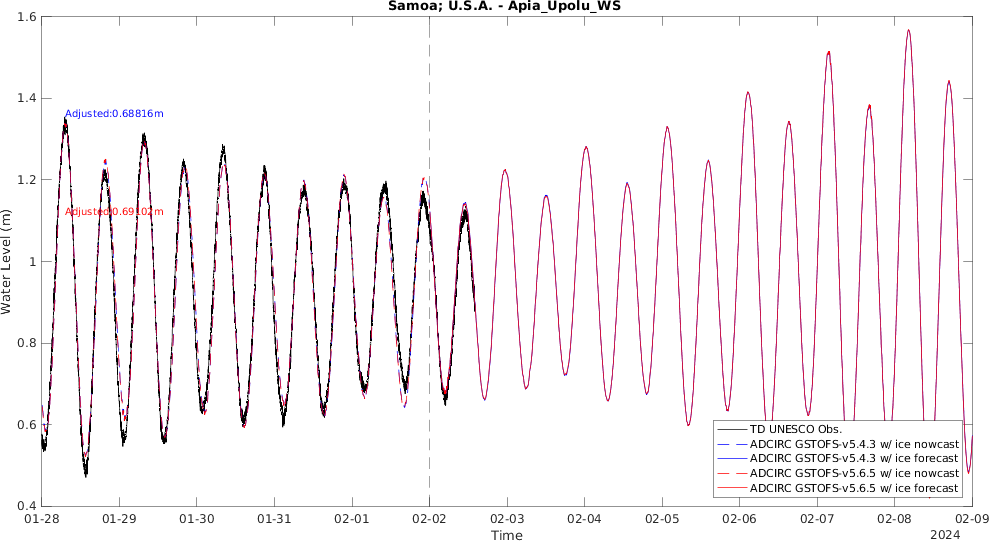 Samoa; U.S.A. - Apia_Upolu_WS
1.6
1.4
1.2
1
0.8
0.6
0.4
Water Level (m)
Adjusted:0.68816m
Adjusted:0.69102m
TD UNESCO Obs.
ADCIRC GSTOFS-v5.4.3 w/ ice nowcast
ADCIRC GSTOFS-v5.4.3 w/ ice forecast
ADCIRC GSTOFS-v5.6.5 w/ ice nowcast
ADCIRC GSTOFS-v5.6.5 w/ ice forecast
01-28 01-29 01-30 01-31 02-01 02-02 02-03 02-04 02-05 02-06 02-07 02-08 02-09
Time
2024